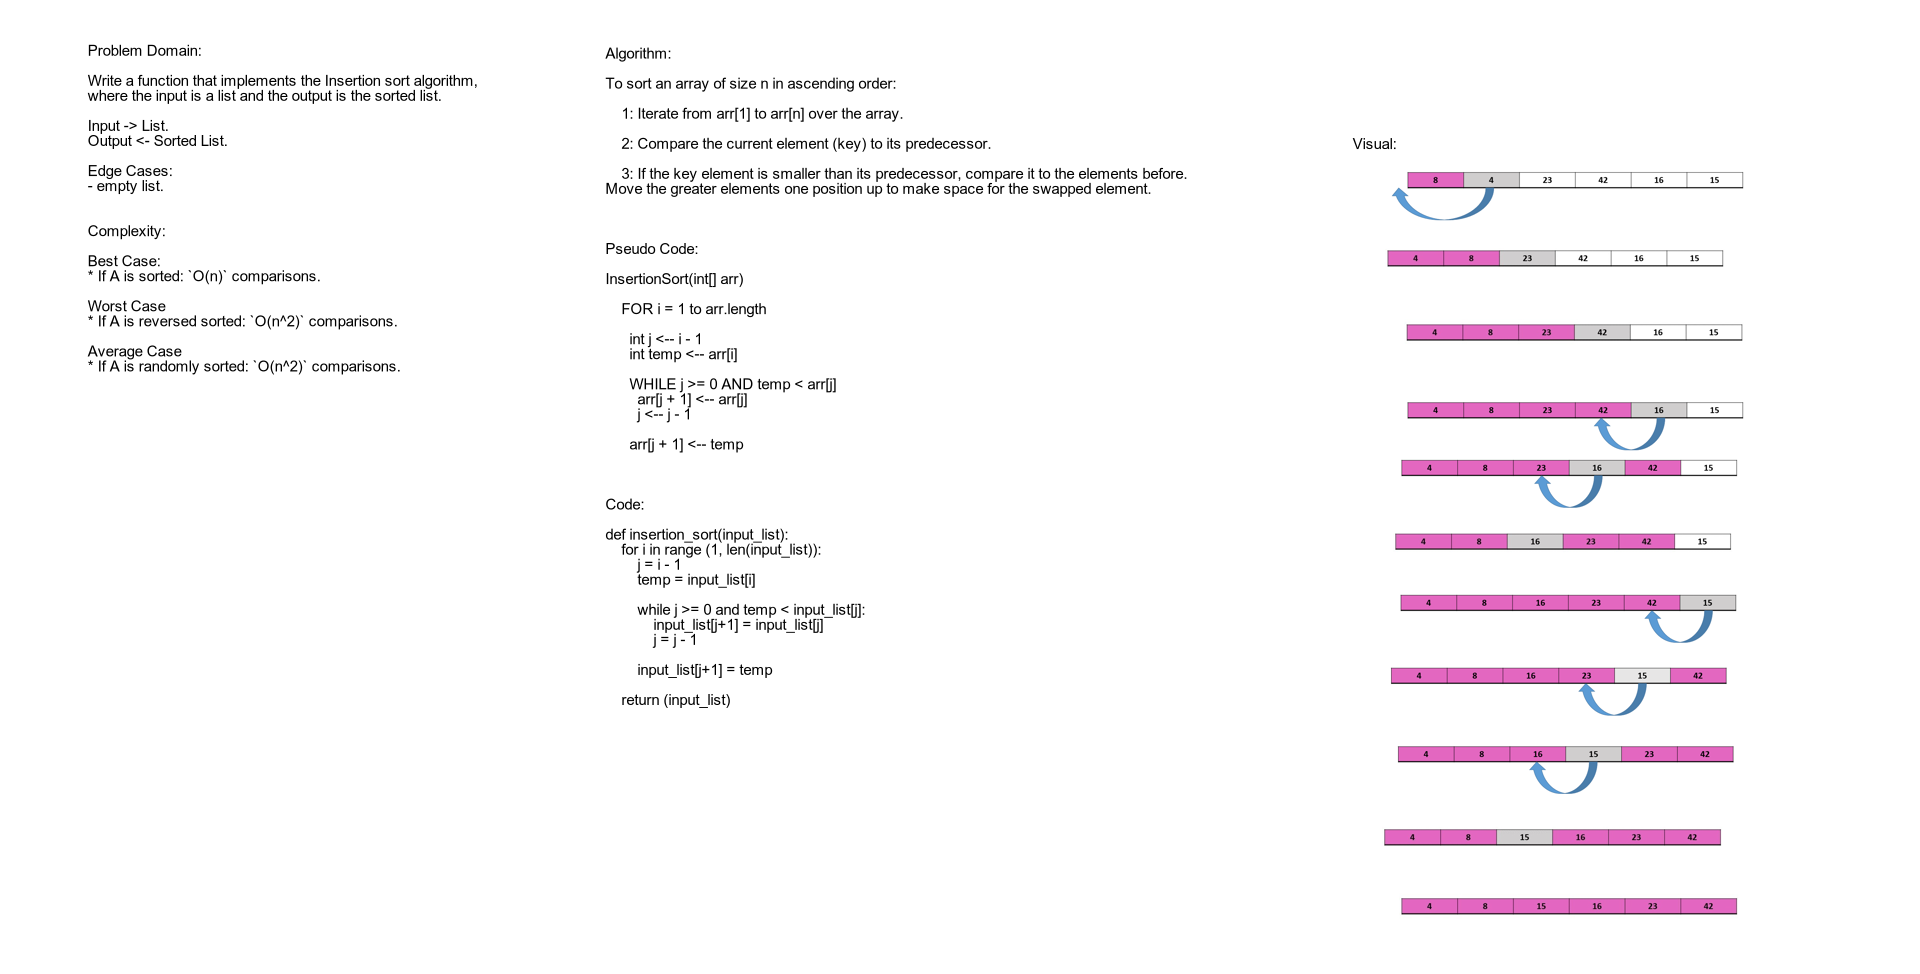 Problem Domain:
Write a function that implements the Insertion sort algorithm,
where the input is a list and the output is the sorted list.
Input -> List.
Output <- Sorted List.
Edge Cases:
- empty list.
Complexity:
Best Case:
* If A is sorted: `O(n)` comparisons.
Worst Case
* If A is reversed sorted: `O(n^2)` comparisons.
Average Case
* If A is randomly sorted: `O(n^2)` comparisons.
Algorithm:
To sort an array of size n in ascending order:
1: Iterate from arr[1] to arr[n] over the array.
2: Compare the current element (key) to its predecessor.
3: If the key element is smaller than its predecessor, compare it to the elements before.
Move the greater elements one position up to make space for the swapped element.
Pseudo Code:
InsertionSort(int[] arr)
FOR i = 1 to arr.length
int j <-- i - 1
int temp <-- arr[i]
WHILE j >= 0 AND temp < arr[j]
arr[j + 1] <-- arr[j]
j <-- j - 1
arr[j + 1] <-- temp
Code:
def insertion_sort(input_list):
for i in range (1, len(input_list)):
j = i - 1
temp = input_list[i]
while j >= 0 and temp < input_list[j]:
input_list[j+1] = input_list[j]
j = j - 1
input_list[j+1] = temp
return (input_list)
Visual:
8 4 23 42 16 15
4 8 23 42 16 15
4 8 23 42 16 15
4 8 23 42 16 15
4 8 23 16 42 15
4 8 16 23 42 15
4 8 16 23 42 15
4 8 16 23 15 42
4 8 16 15 23 42
4 8 15 16 23 42
4 8 15 16 23 42